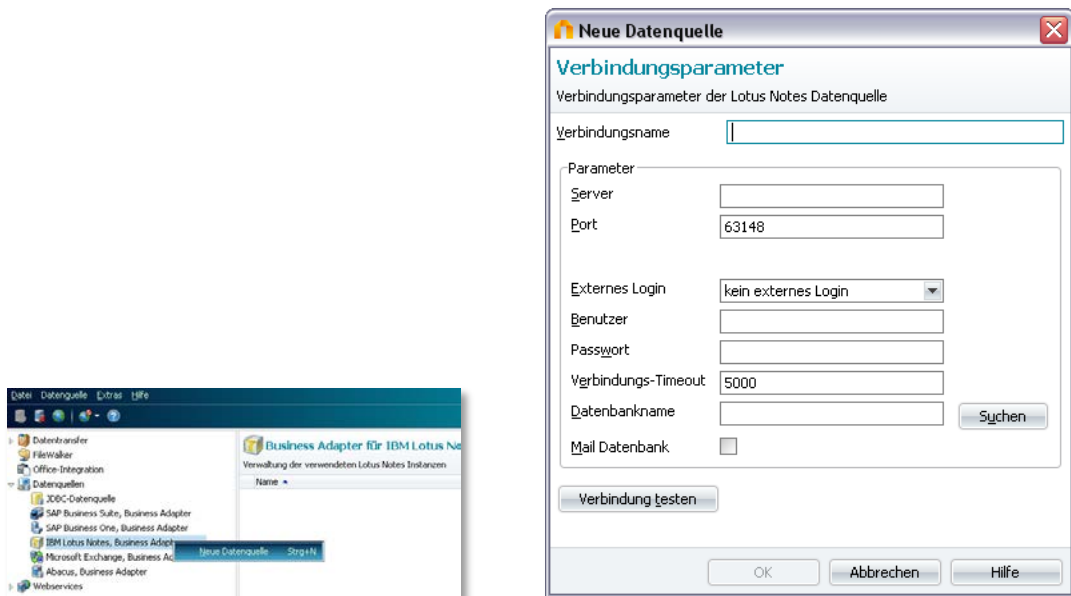 Neue Datenquelle
Verbindungsparameter
Verbindungsparameter der Lotus Notes Datenquelle
Verbindungsname
Parameter
Server
Port 63148
Externes Login kein externes Login
Benutzer
Passwort
Verbindungs-Timeout 5000
Datenbankname Suchen
Mail Datenbank
Verbindung testen
OK Abbrechen Hilfe
Datei Datenquelle Extras Hilfe
Datentransfer
FileWalker
Office-Integration
Datenquellen
JDBC-Datenquelle
SAP Business Suite, Business Adapter
SAP Business One, Business Adapter
IBM Lotus Notes, Business Adapt
Microsoft Exchange, Business Ad
Abacus, Business Adapter
Webservices
Business Adapter für IBM Lotus No
Verwaltung der verwendeten Lotus Notes Instanzen
Name
Neue Datenquelle Strg+N